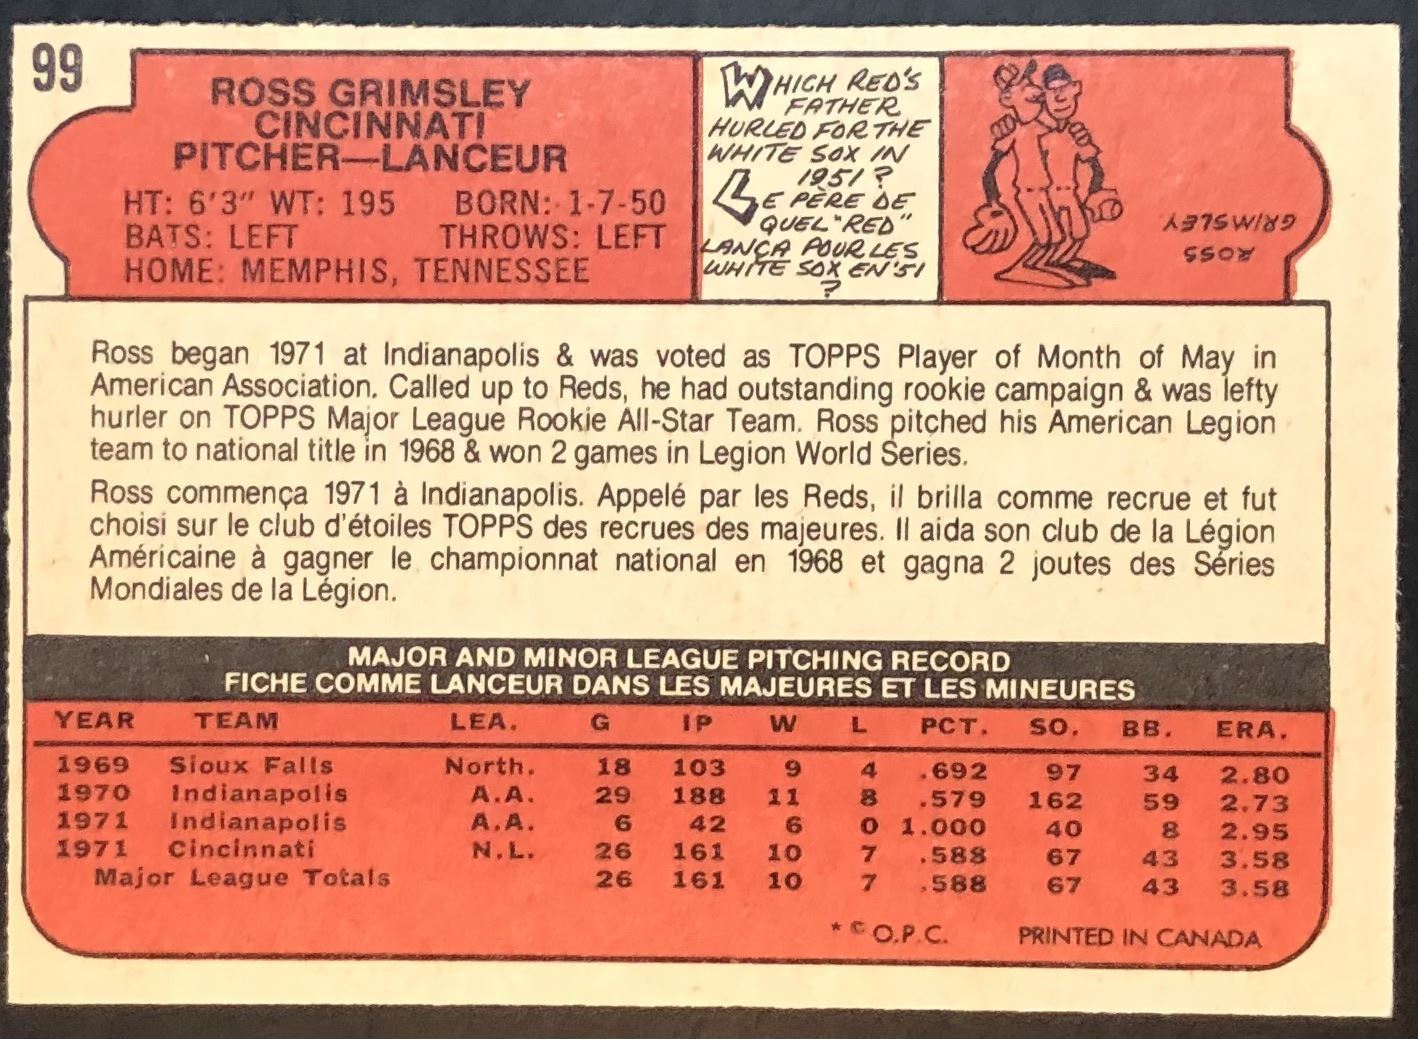 99
ROSS GRIMSLEY
CINCINNATI
PITCHER—LANCEUR
HT: 6'3" WT: 195 BORN: 1-7-50
BATS: LEFT THROWS: LEFT
HOME: MEMPHIS, TENNESSEE
WHICH RED'S
FATHER
HURLED FOR THE
WHITE SOX IN
1951?
LE PÈRE DE
QUEL "RED"
LANÇA POUR LES
WHITE SOX EN '51
?
ROSS
GRIMSLEY
Ross began 1971 at Indianapolis & was voted as TOPPS Player of Month of May in
American Association. Called up to Reds, he had outstanding rookie campaign & was lefty
hurler on TOPPS Major League Rookie All-Star Team. Ross pitched his American Legion
team to national title in 1968 & won 2 games in Legion World Series.
Ross commença 1971 à Indianapolis. Appelé par les Reds, il brilla comme recrue et fut
choisi sur le club d'étoiles TOPPS des recrues des majeures. Il aida son club de la Légion
Américaine à gagner le championnat national en 1968 et gagna 2 joutes des Séries
Mondiales de la Légion.
MAJOR AND MINOR LEAGUE PITCHING RECORD
FICHE COMME LANCEUR DANS LES MAJEURES ET LES MINEURES
YEAR TEAM LEA. G IP W L PCT. SO. BB. ERA.
1969 Sioux Falls North. 18 103 9 4 .692 97 34 2.80
1970 Indianapolis A.A. 29 188 11 8 .579 162 59 2.73
1971 Indianapolis A.A. 6 42 6 0 1.000 40 8 2.95
1971 Cincinnati N.L. 26 161 10 7 .588 67 43 3.58
Major League Totals 26 161 10 7 .588 67 43 3.58
* © O.P.C. PRINTED IN CANADA